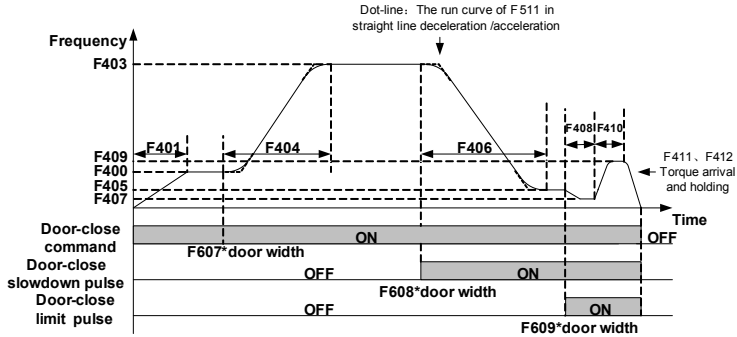 Dot-line：The run curve of F511 in
straight line deceleration /acceleration
Frequency
F403
F408
F410
F401
F404
F406
F409
F400
F405
F407
F411、F412
Torque arrival
and holding
Time
Door-close
command
ON
OFF
F607*door width
Door-close
slowdown pulse
OFF
ON
F608*door width
Door-close
limit pulse
OFF
ON
F609*door width